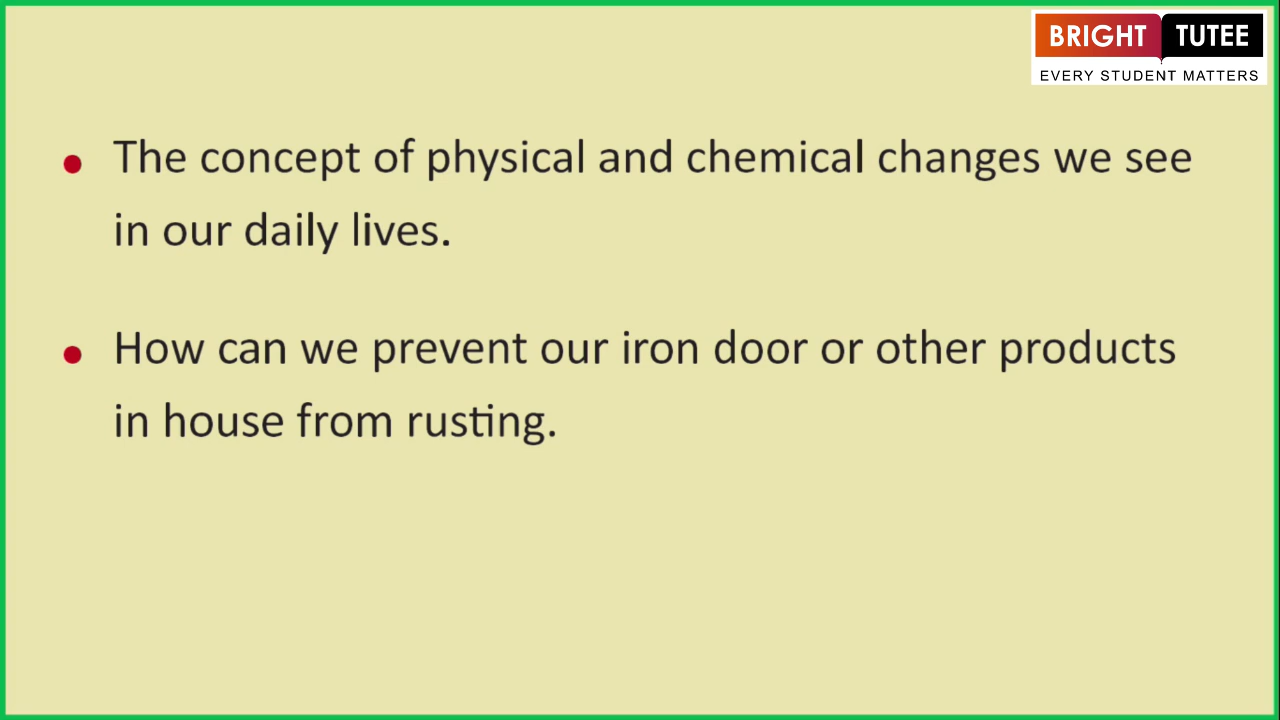 BRIGHT TUTEE
EVERY STUDENT MATTERS
• The concept of physical and chemical changes we see
in our daily lives.
• How can we prevent our iron door or other products
in house from rusting.